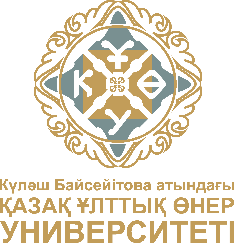 Ұ
Қ Ө
У
Күләш Байсейітова атындағы
ҚАЗАҚ ҰЛТТЫҚ ӨНЕР
УНИВЕРСИТЕТІ